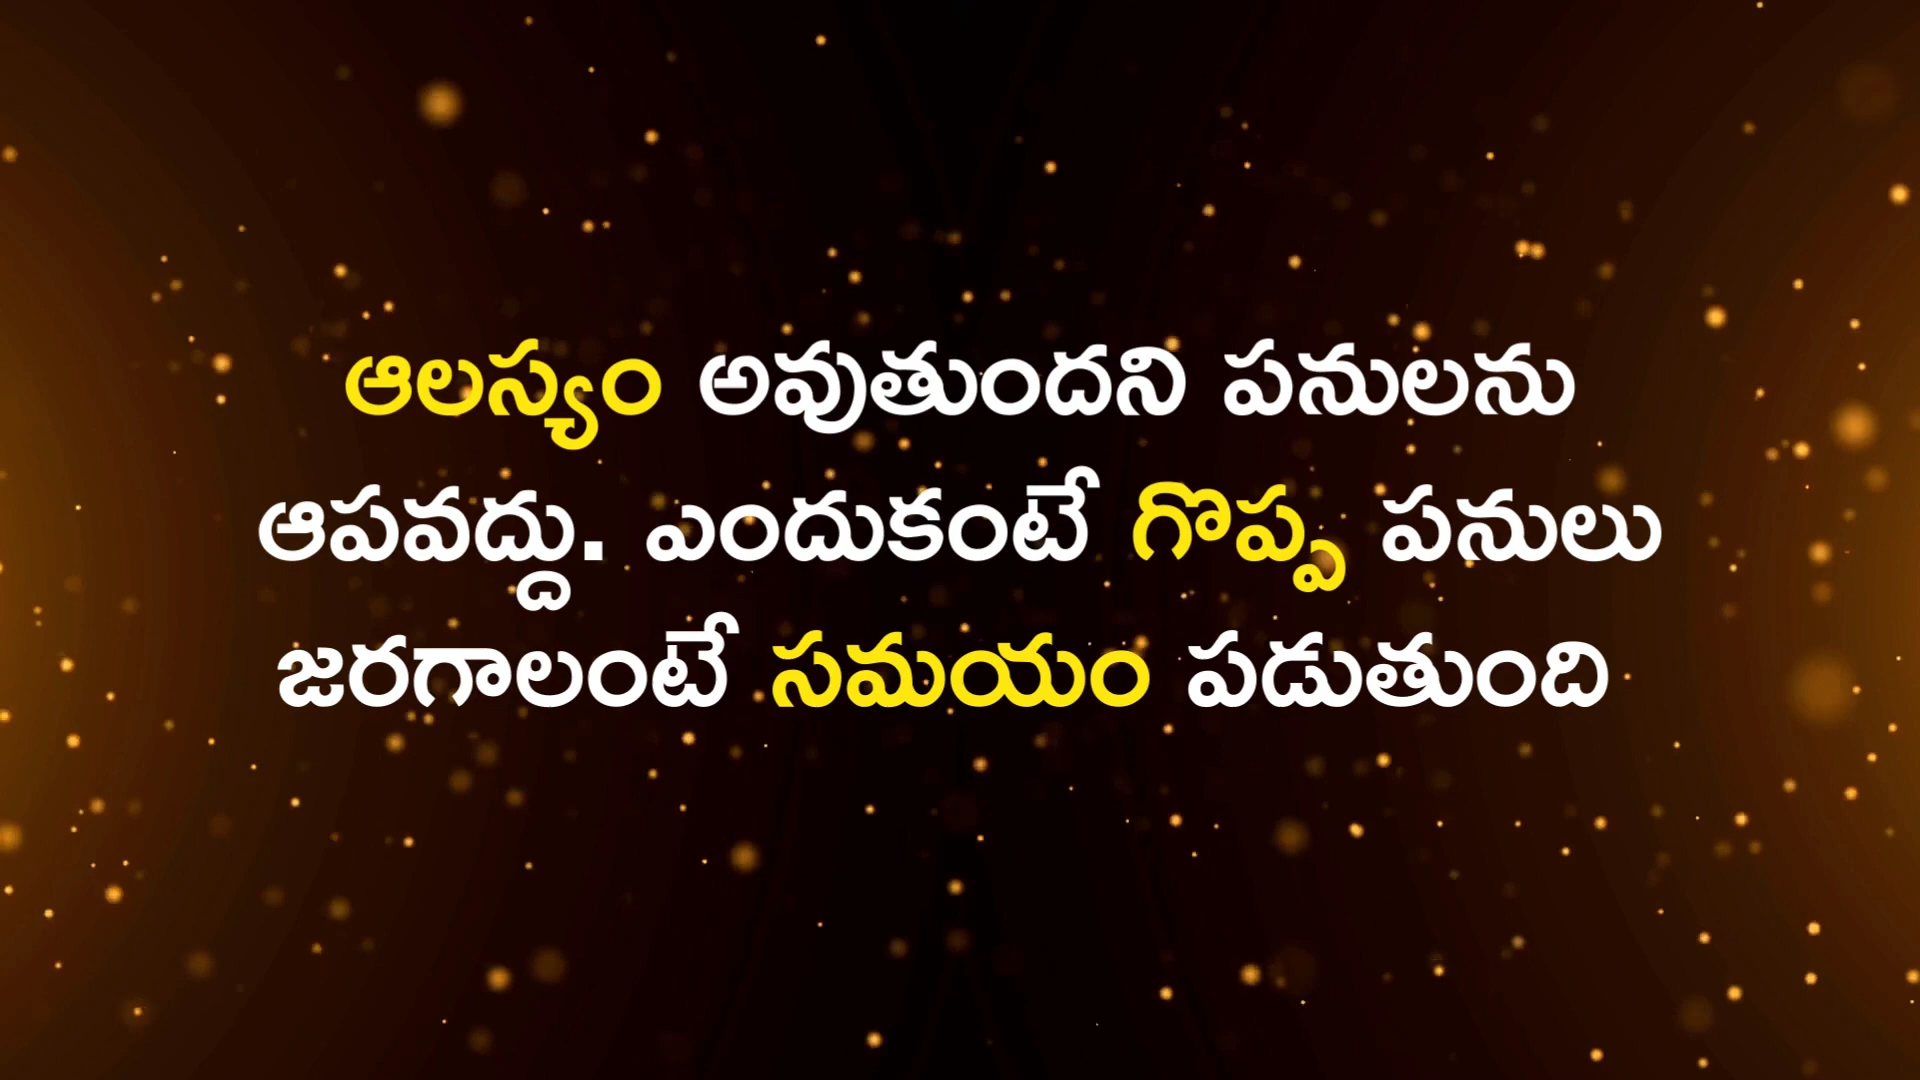 ఆలస్యం అవుతుందని పనులను
ఆపవద్దు. ఎందుకంటే గొప్ప పనులు
జరగాలంటే సమయం పడుతుంది